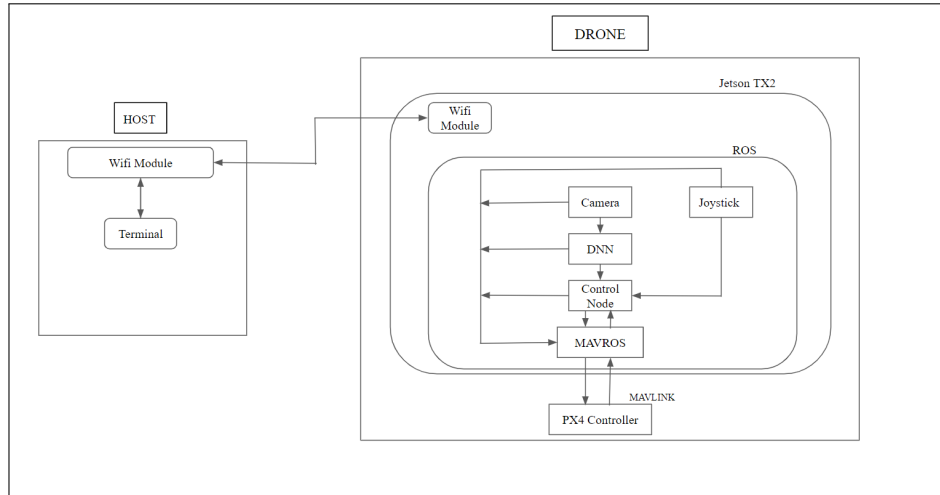 DRONE
Jetson TX2
HOST
Wifi
Module
Wifi Module
Terminal
ROS
Camera
Joystick
DNN
Control
Node
MAVROS
MAVLINK
PX4 Controller